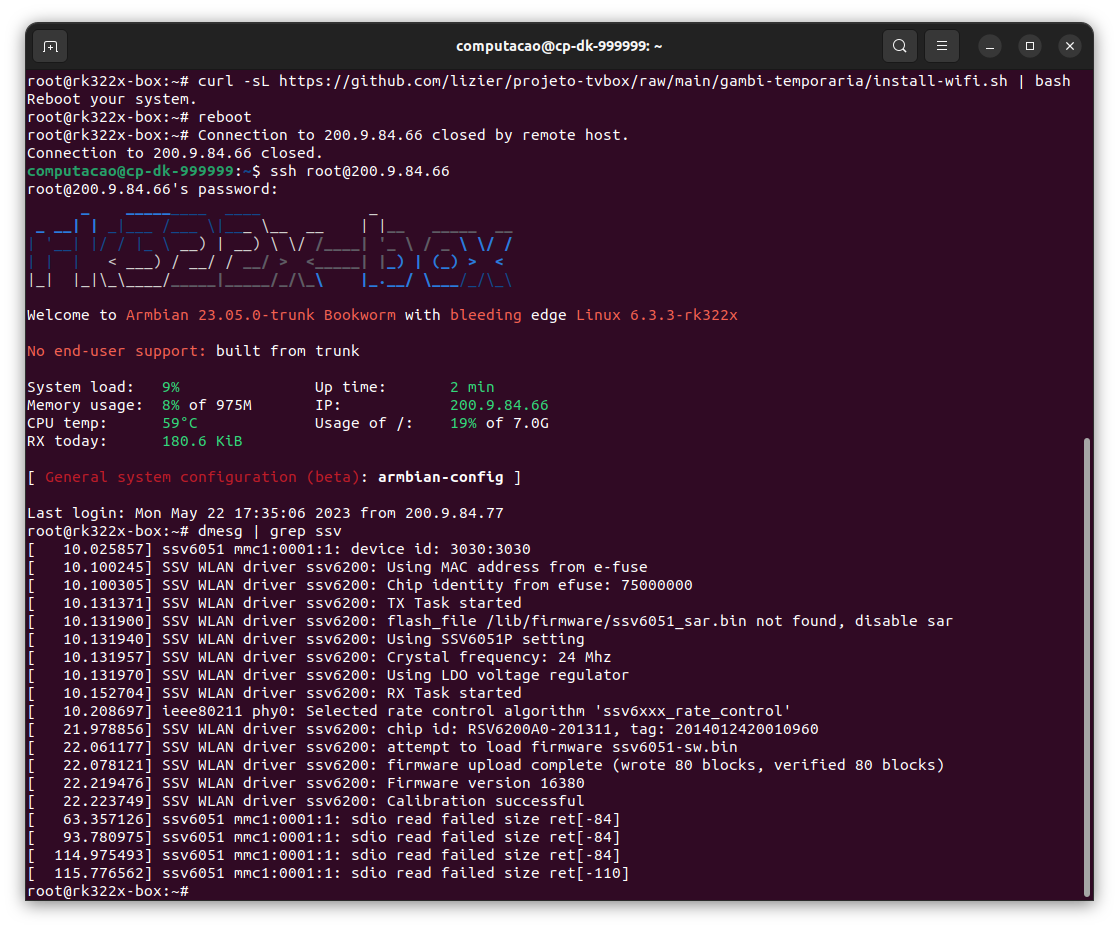 computacao@cp-dk-999999: ~
root@rk322x-box:~# curl -sL https://github.com/lizier/projeto-tvbox/raw/main/gambi-temporaria/install-wifi.sh | bash
Reboot your system.
root@rk322x-box:~# reboot
root@rk322x-box:~# Connection to 200.9.84.66 closed by remote host.
Connection to 200.9.84.66 closed.
computacao@cp-dk-999999:~$ ssh root@200.9.84.66
root@200.9.84.66's password:
rk322x-box
Welcome to Armbian 23.05.0-trunk Bookworm with bleeding edge Linux 6.3.3-rk322x
No end-user support: built from trunk
System load:   9%               Up time:       2 min
Memory usage:  8% of 975M       IP:            200.9.84.66
CPU temp:      59°C             Usage of /:    19% of 7.0G
RX today:      180.6 KiB
[ General system configuration (beta): armbian-config ]
Last login: Mon May 22 17:35:06 2023 from 200.9.84.77
root@rk322x-box:~# dmesg | grep ssv
[   10.025857] ssv6051 mmc1:0001:1: device id: 3030:3030
[   10.100245] SSV WLAN driver ssv6200: Using MAC address from e-fuse
[   10.100305] SSV WLAN driver ssv6200: Chip identity from efuse: 75000000
[   10.131371] SSV WLAN driver ssv6200: TX Task started
[   10.131900] SSV WLAN driver ssv6200: flash_file /lib/firmware/ssv6051_sar.bin not found, disable sar
[   10.131940] SSV WLAN driver ssv6200: Using SSV6051P setting
[   10.131957] SSV WLAN driver ssv6200: Crystal frequency: 24 Mhz
[   10.131970] SSV WLAN driver ssv6200: Using LDO voltage regulator
[   10.152704] SSV WLAN driver ssv6200: RX Task started
[   10.208697] ieee80211 phy0: Selected rate control algorithm 'ssv6xxx_rate_control'
[   21.978856] SSV WLAN driver ssv6200: chip id: RSV6200A0-201311, tag: 2014012420010960
[   22.061177] SSV WLAN driver ssv6200: attempt to load firmware ssv6051-sw.bin
[   22.078121] SSV WLAN driver ssv6200: firmware upload complete (wrote 80 blocks, verified 80 blocks)
[   22.219476] SSV WLAN driver ssv6200: Firmware version 16380
[   22.223749] SSV WLAN driver ssv6200: Calibration successful
[   63.357126] ssv6051 mmc1:0001:1: sdio read failed size ret[-84]
[   93.780975] ssv6051 mmc1:0001:1: sdio read failed size ret[-84]
[  114.975493] ssv6051 mmc1:0001:1: sdio read failed size ret[-84]
[  115.776562] ssv6051 mmc1:0001:1: sdio read failed size ret[-110]
root@rk322x-box:~#